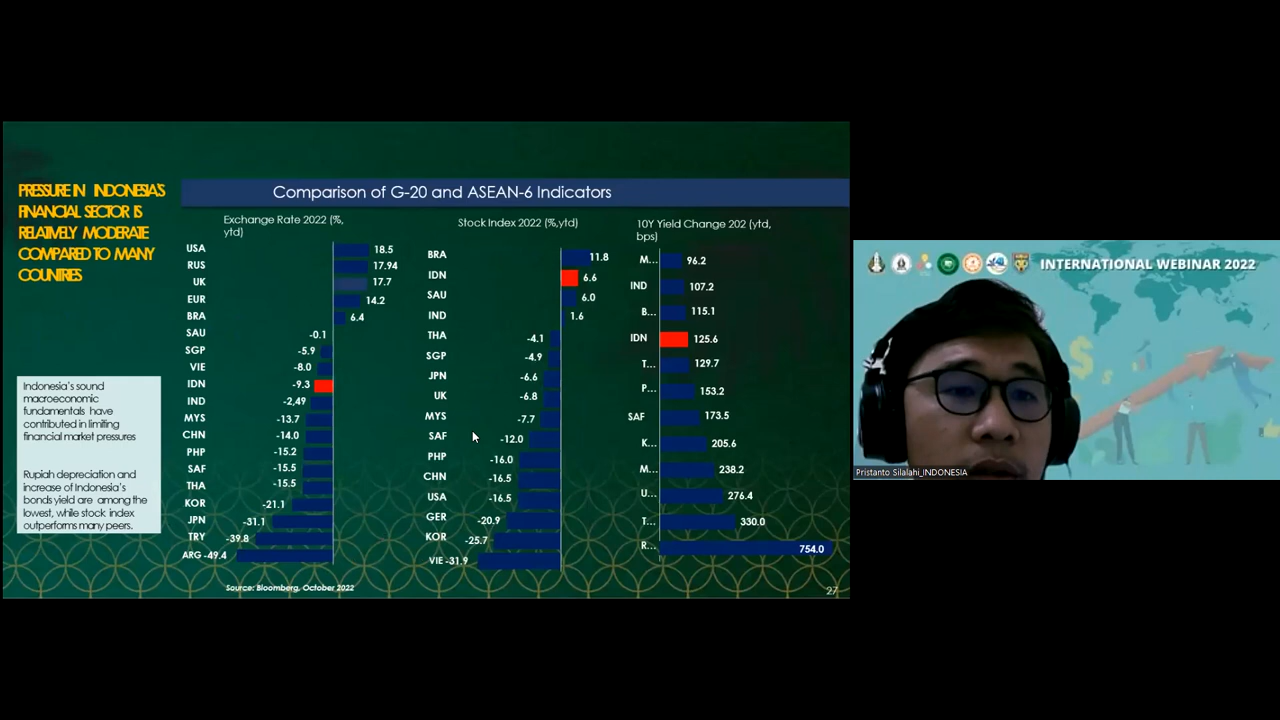 PRESSURE IN INDONESIA'S
FINANCIAL SECTOR IS
RELATIVELY MODERATE
COMPARED TO MANY
COUNTRIES
Indonesia's sound
macroeconomic
fundamentals have
contributed in limiting
financial market pressures
Rupiah depreciation and
increase of Indonesia's
bonds yield are among the
lowest, while stock index
outperforms many peers.
Comparison of G-20 and ASEAN-6 Indicators
Exchange Rate 2022 (%,
ytd)
USA 18.5
RUS 17.94
UK 17.7
EUR 14.2
BRA 6.4
SAU -0.1
SGP -5.9
VIE -8.0
IDN -9.3
IND -2,49
MYS -13.7
CHN -14.0
PHP -15.2
SAF -15.5
THA -15.5
KOR -21.1
JPN -31.1
TRY -39.8
ARG -49.4
Source: Bloomberg, October 2022
Stock Index 2022 (%,ytd)
BRA 11.8
IDN 6.6
SAU 6.0
IND 1.6
THA -4.1
SGP -4.9
JPN -6.6
UK -6.8
MYS -7.7
SAF -12.0
PHP -16.0
CHN -16.5
USA -16.5
GER -20.9
KOR -25.7
VIE -31.9
10Y Yield Change 202 (ytd,
bps)
M... 96.2
IND 107.2
B... 115.1
IDN 125.6
T... 129.7
P... 153.2
SAF 173.5
K... 205.6
M... 238.2
U... 276.4
T... 330.0
R... 754.0
27
INTERNATIONAL WEBINAR 2022
Pristanto Silalahi_INDONESIA